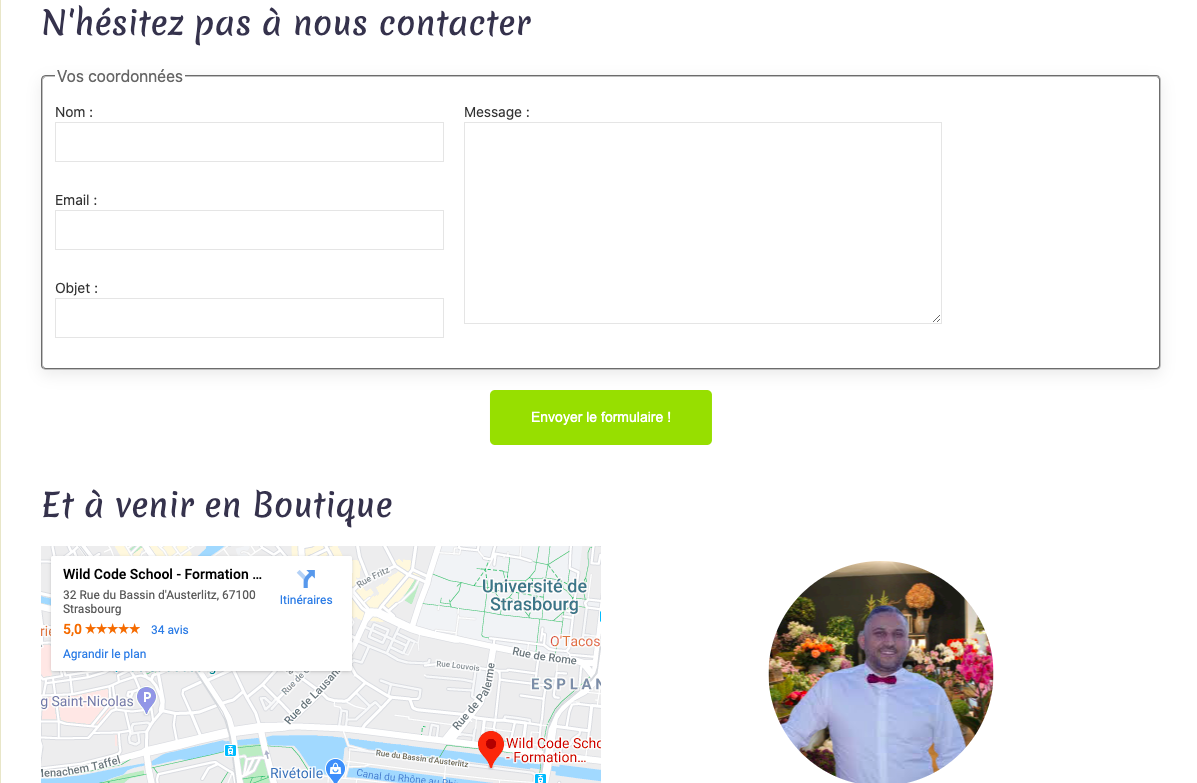 N'hésitez pas à nous contacter
Vos coordonnées
Nom :
Message :
Email :
Objet :
Envoyer le formulaire !
Et à venir en Boutique
Wild Code School - Formation ...
32 Rue du Bassin d'Austerlitz, 67100
Strasbourg
5,0 ★★★★★ 34 avis
Agrandir le plan
Itinéraires
Rue Fritz
Université de
Strasbourg
O'Tacos
Rue de Rome
Rue Louvois
ESPLAN
Rue de Lausan
Rue de Palerme
g Saint-Nicolas
P
Wild Code Scho
- Formation...
Rue du Bassin d'Austerlitz
Menachem Taffel
Rivétoile
Canal du Rhône au Rh